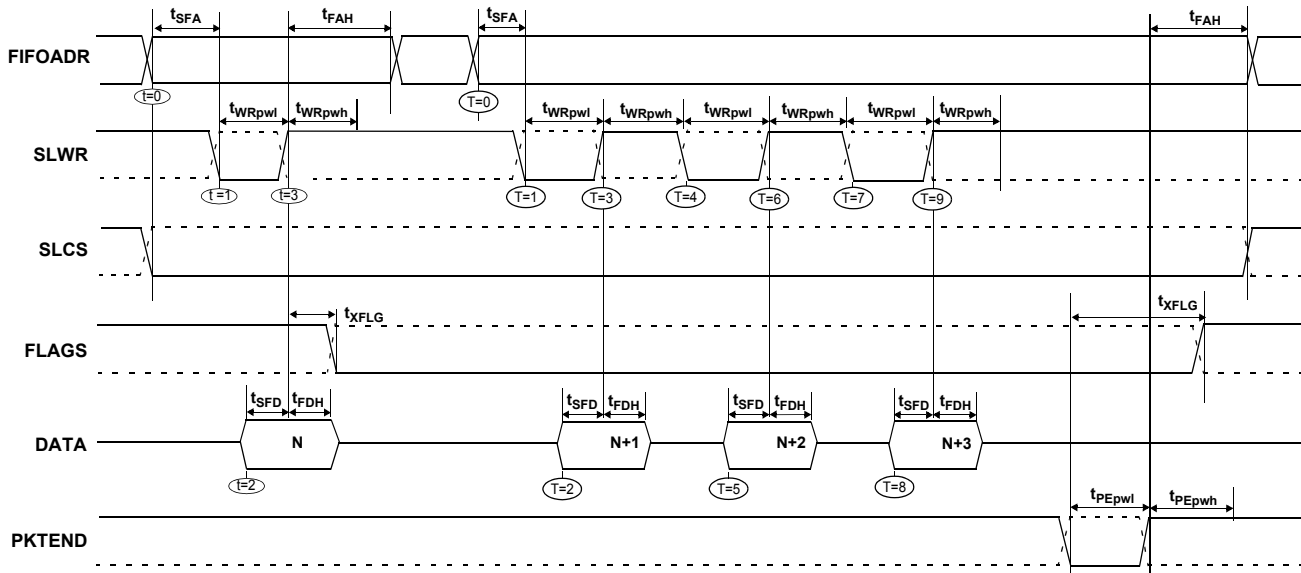 tSFA tFAH tSFA tFAH
FIFOADR
t=0 T=0
tWRpwl tWRpwh tWRpwl tWRpwh tWRpwl tWRpwh tWRpwl tWRpwh
SLWR
t =1 t=3 T=1 T=3 T=4 T=6 T=7 T=9
SLCS
tXFLG tXFLG
FLAGS
tSFD tFDH tSFD tFDH tSFD tFDH tSFD tFDH
DATA N N+1 N+2 N+3
t=2 T=2 T=5 T=8
tPEpwl tPEpwh
PKTEND